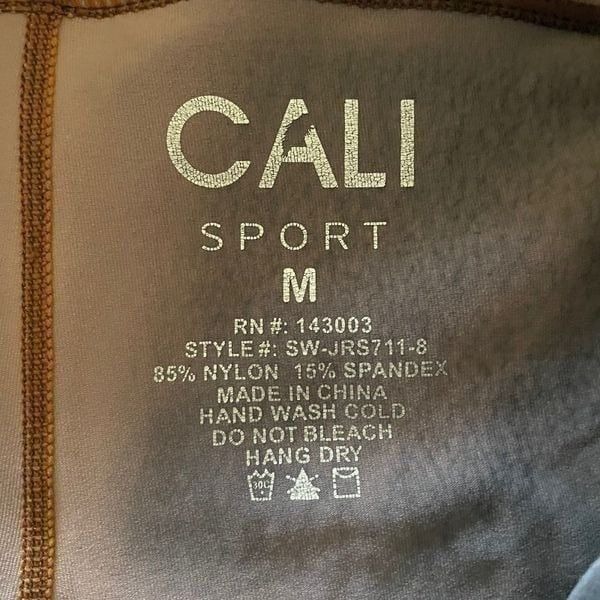 CALI
SPORT
M
RN #: 143003
STYLE#: SW-JRS711-8
85% NYLON 15% SPANDEX
MADE IN CHINA
HAND WASH COLD
DO NOT BLEACH
HANG DRY
30C